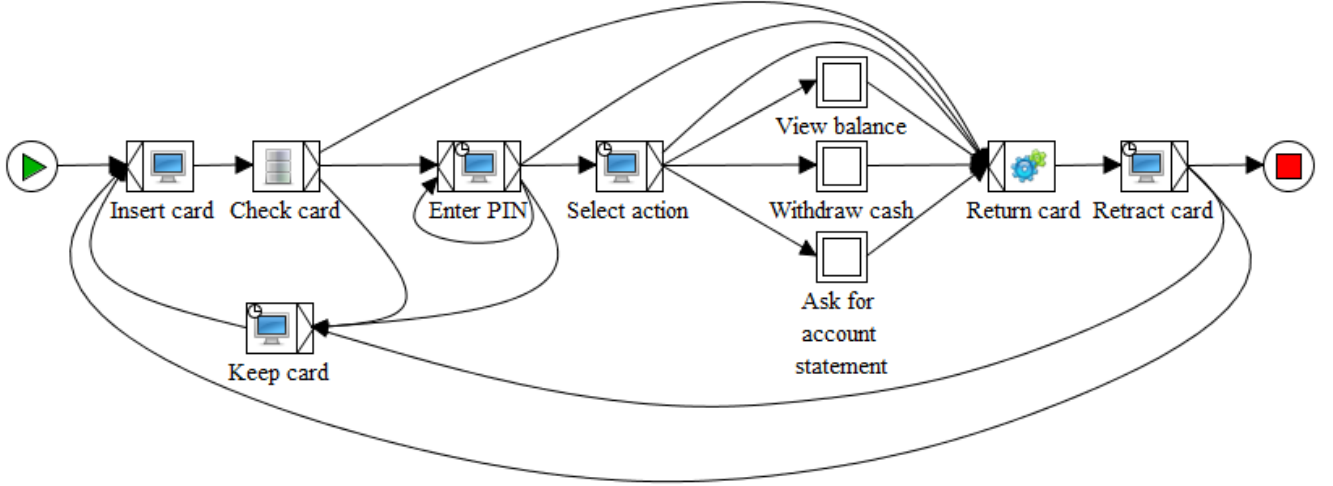 View balance
Insert card
Check card
Enter PIN
Select action
Withdraw cash
Return card
Retract card
Ask for
account
statement
Keep card